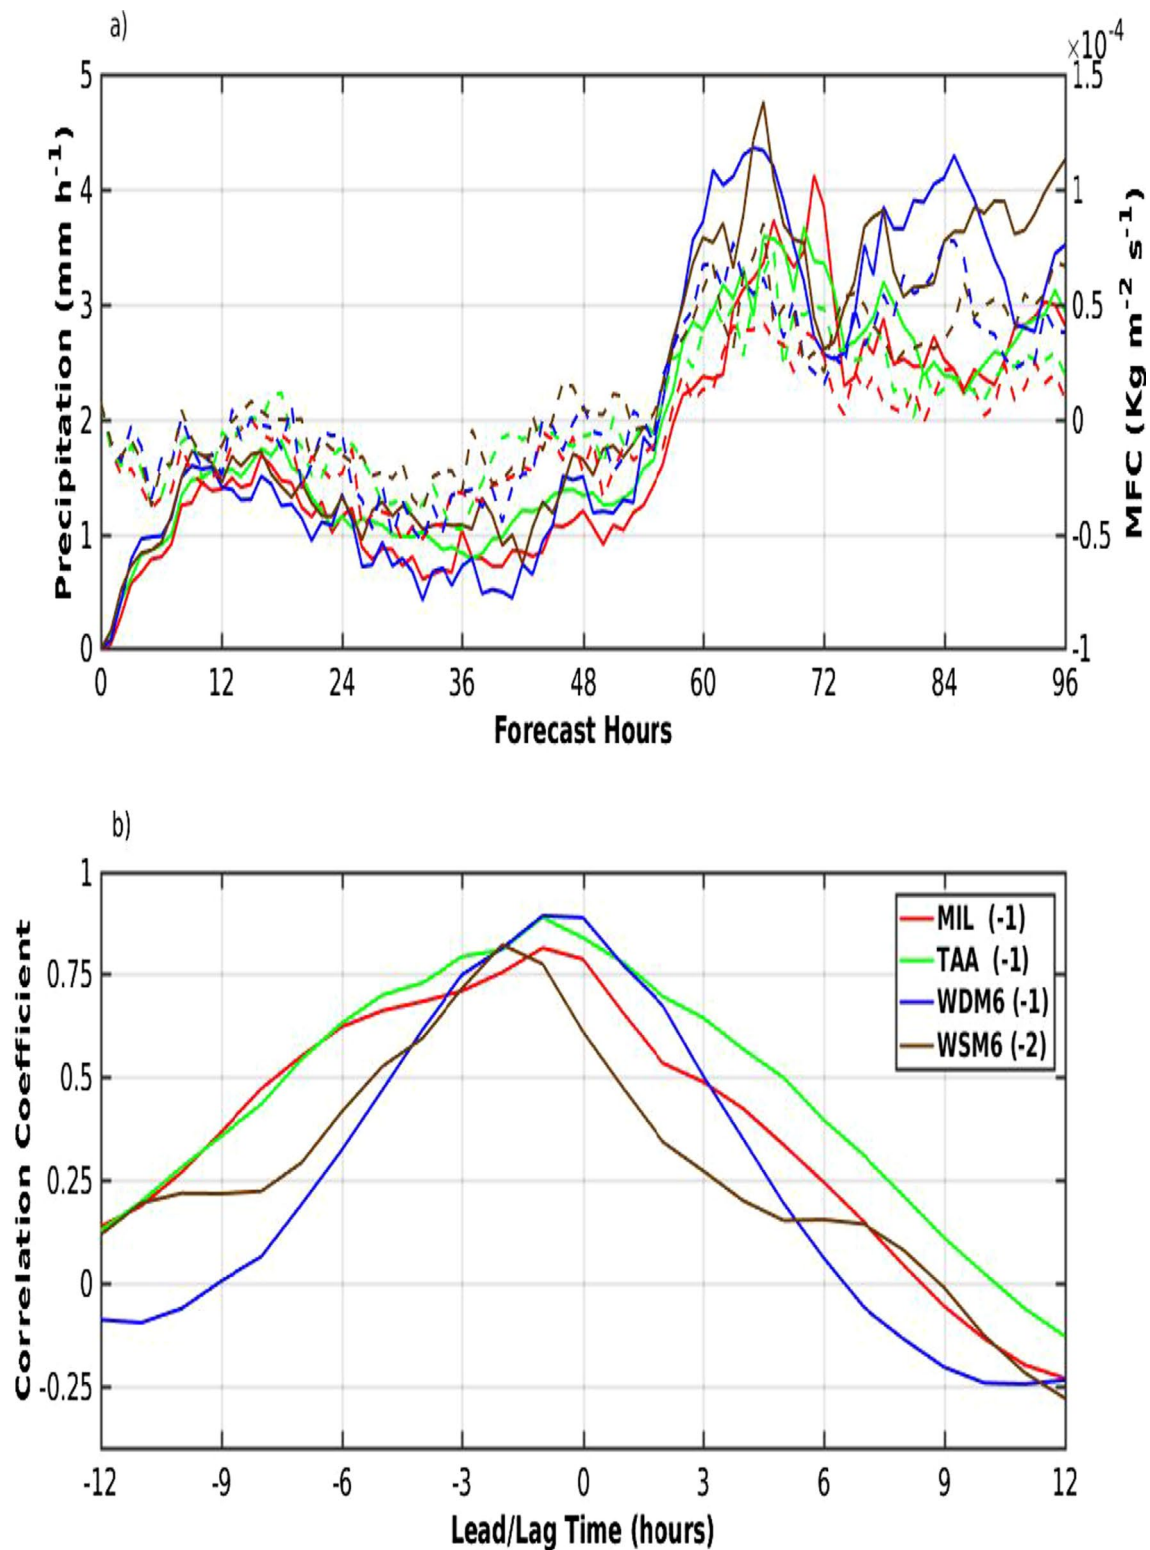 a)
×10⁻⁴
5
4
3
2
1
0
1.5
1
0.5
0
-0.5
-1
Precipitation (mm h⁻¹)
MFC (Kg m⁻² s⁻¹)
0 12 24 36 48 60 72 84 96
Forecast Hours
b)
1
0.75
0.5
0.25
0
-0.25
Correlation Coefficient
MIL (-1)
TAA (-1)
WDM6 (-1)
WSM6 (-2)
-12 -9 -6 -3 0 3 6 9 12
Lead/Lag Time (hours)